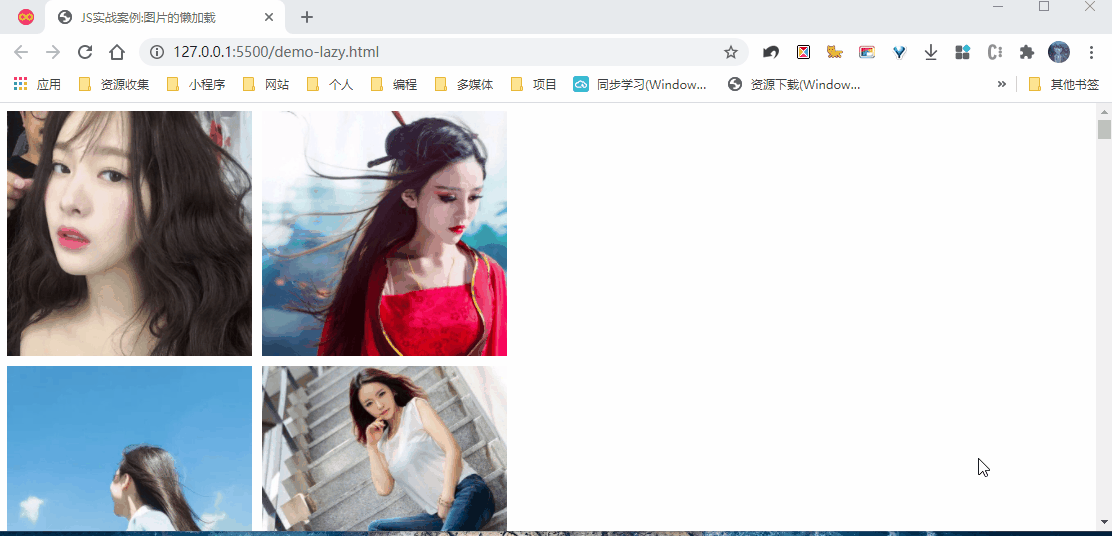 JS实战案例:图片的懒加载
127.0.0.1:5500/demo-lazy.html
应用 资源收集 小程序 网站 个人 编程 多媒体 项目 同步学习(Window... 资源下载(Window... » 其他书签